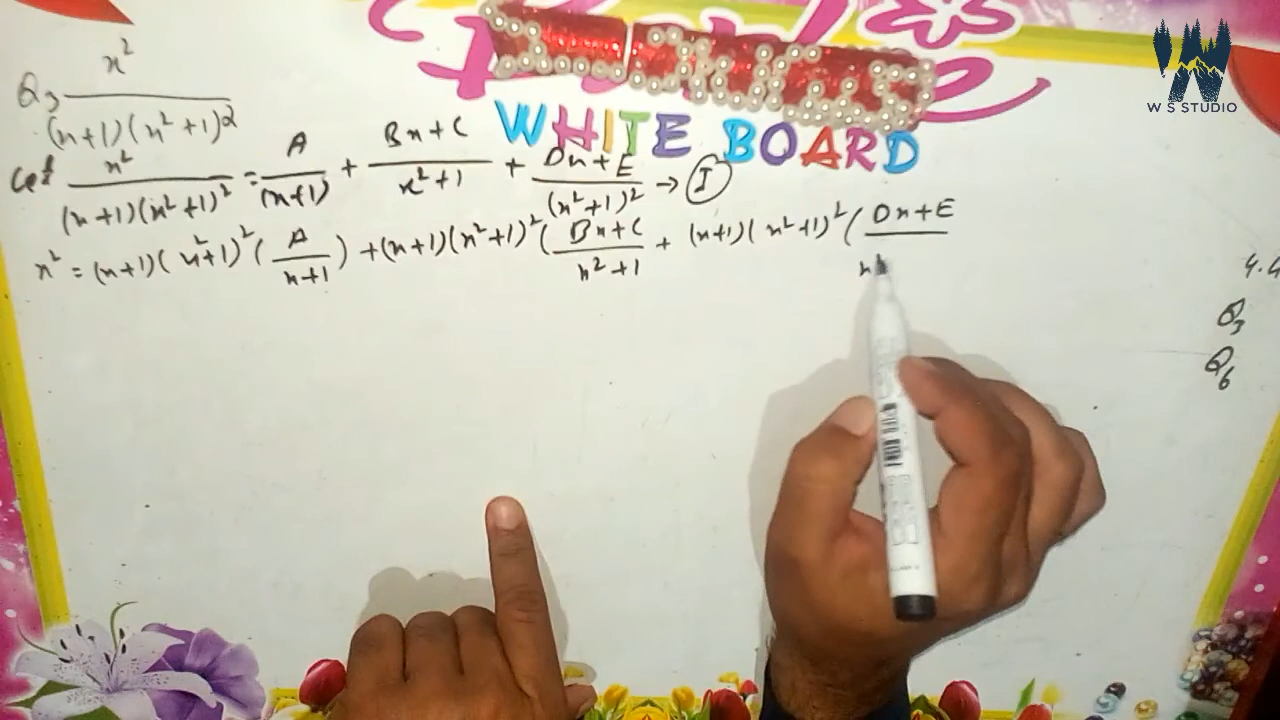 WHITE BOARD
W S STUDIO
Q3 x²/((x+1)(x²+1)²)
Let x²/((x+1)(x²+1)²) = A/(x+1) + (Bx+C)/(x²+1) + (Dx+E)/(x²+1)² → (I)
x² = (x+1)(x²+1)² (A/(x+1)) + (x+1)(x²+1)² ((Bx+C)/(x²+1) + (x+1)(x²+1)² ((Dx+E)/
Q3
Q6